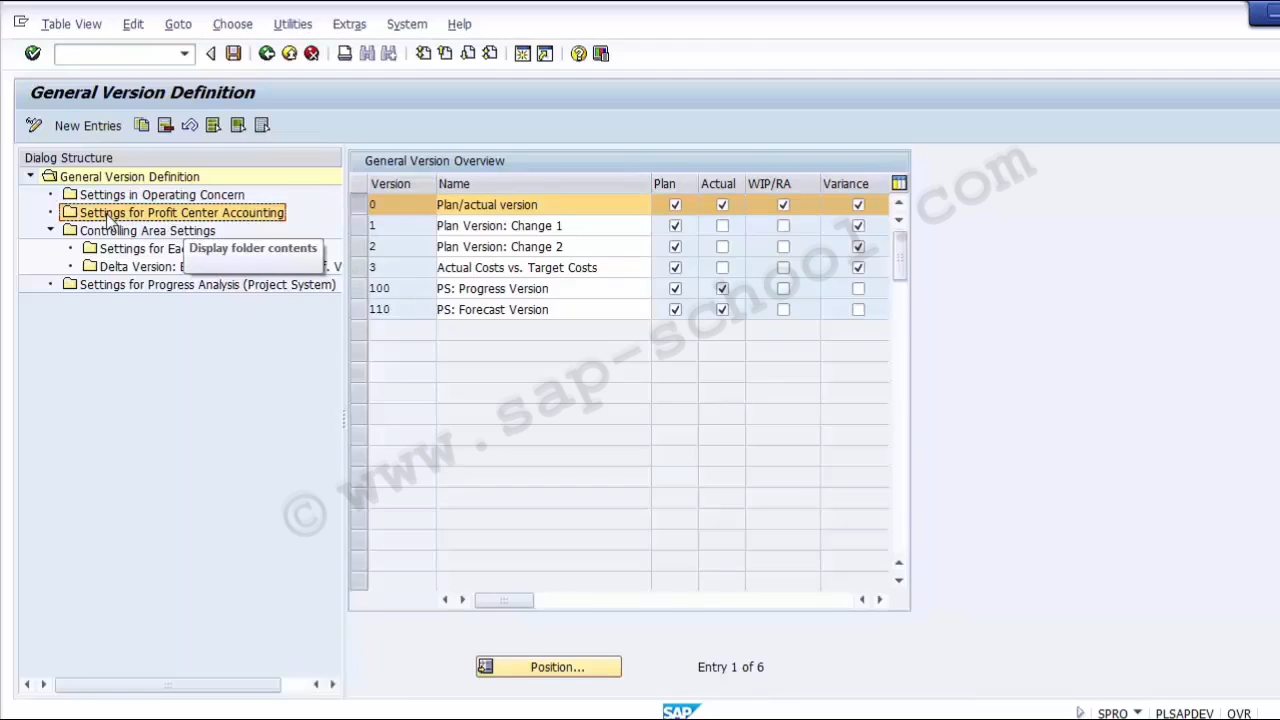 Table View Edit Goto Choose Utilities Extras System Help
General Version Definition
New Entries
Dialog Structure
General Version Definition
Settings in Operating Concern
Settings for Profit Center Accounting
Controlling Area Settings
Settings for Eac
Display folder contents
Delta Version: E f. V
Settings for Progress Analysis (Project System)
General Version Overview
Version Name Plan Actual WIP/RA Variance
0 Plan/actual version
1 Plan Version: Change 1
2 Plan Version: Change 2
3 Actual Costs vs. Target Costs
100 PS: Progress Version
110 PS: Forecast Version
© www.sap-school.com
Position... Entry 1 of 6
SAP SPRO PLSAPDEV OVR